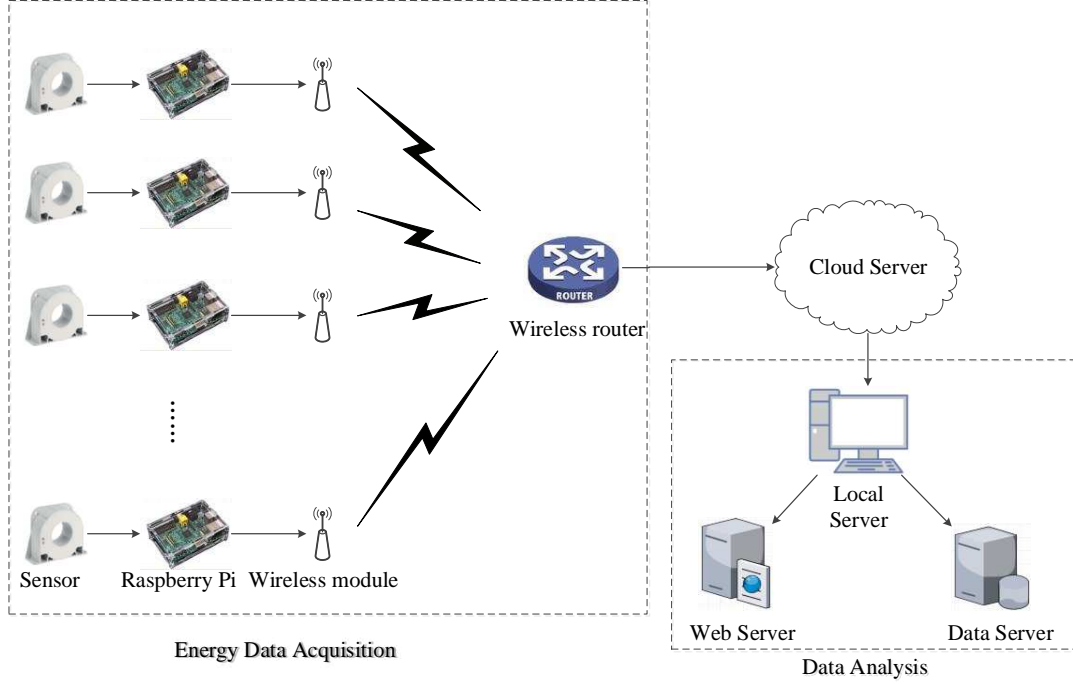 Cloud Server
ROUTER
Wireless router
......
Local
Server
Sensor
Raspberry Pi
Wireless module
Web Server
Data Server
Energy Data Acquisition
Data Analysis